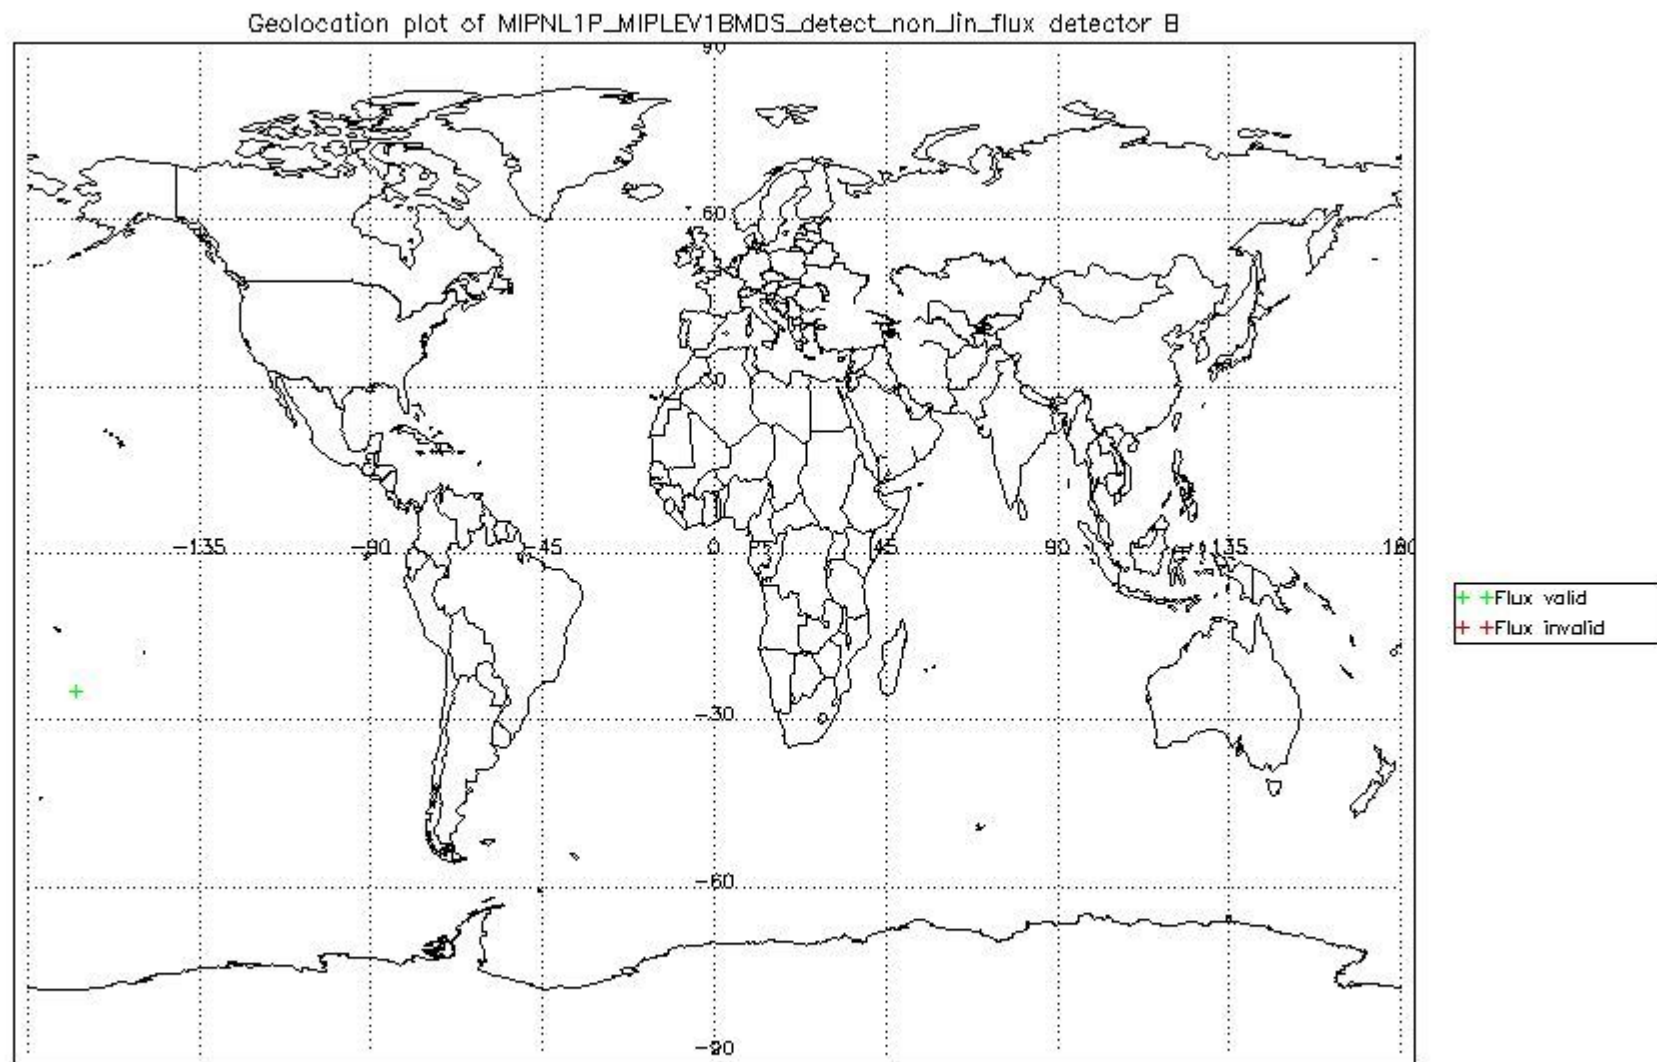 Geolocation plot of MIPNL1P_MIPLEV1BMDS_detect_non_lin_flux detector B
90
60
30
-135 -90 -45 0 45 90 135 180
+ +Flux valid
+ +Flux invalid
-30
-60
-90